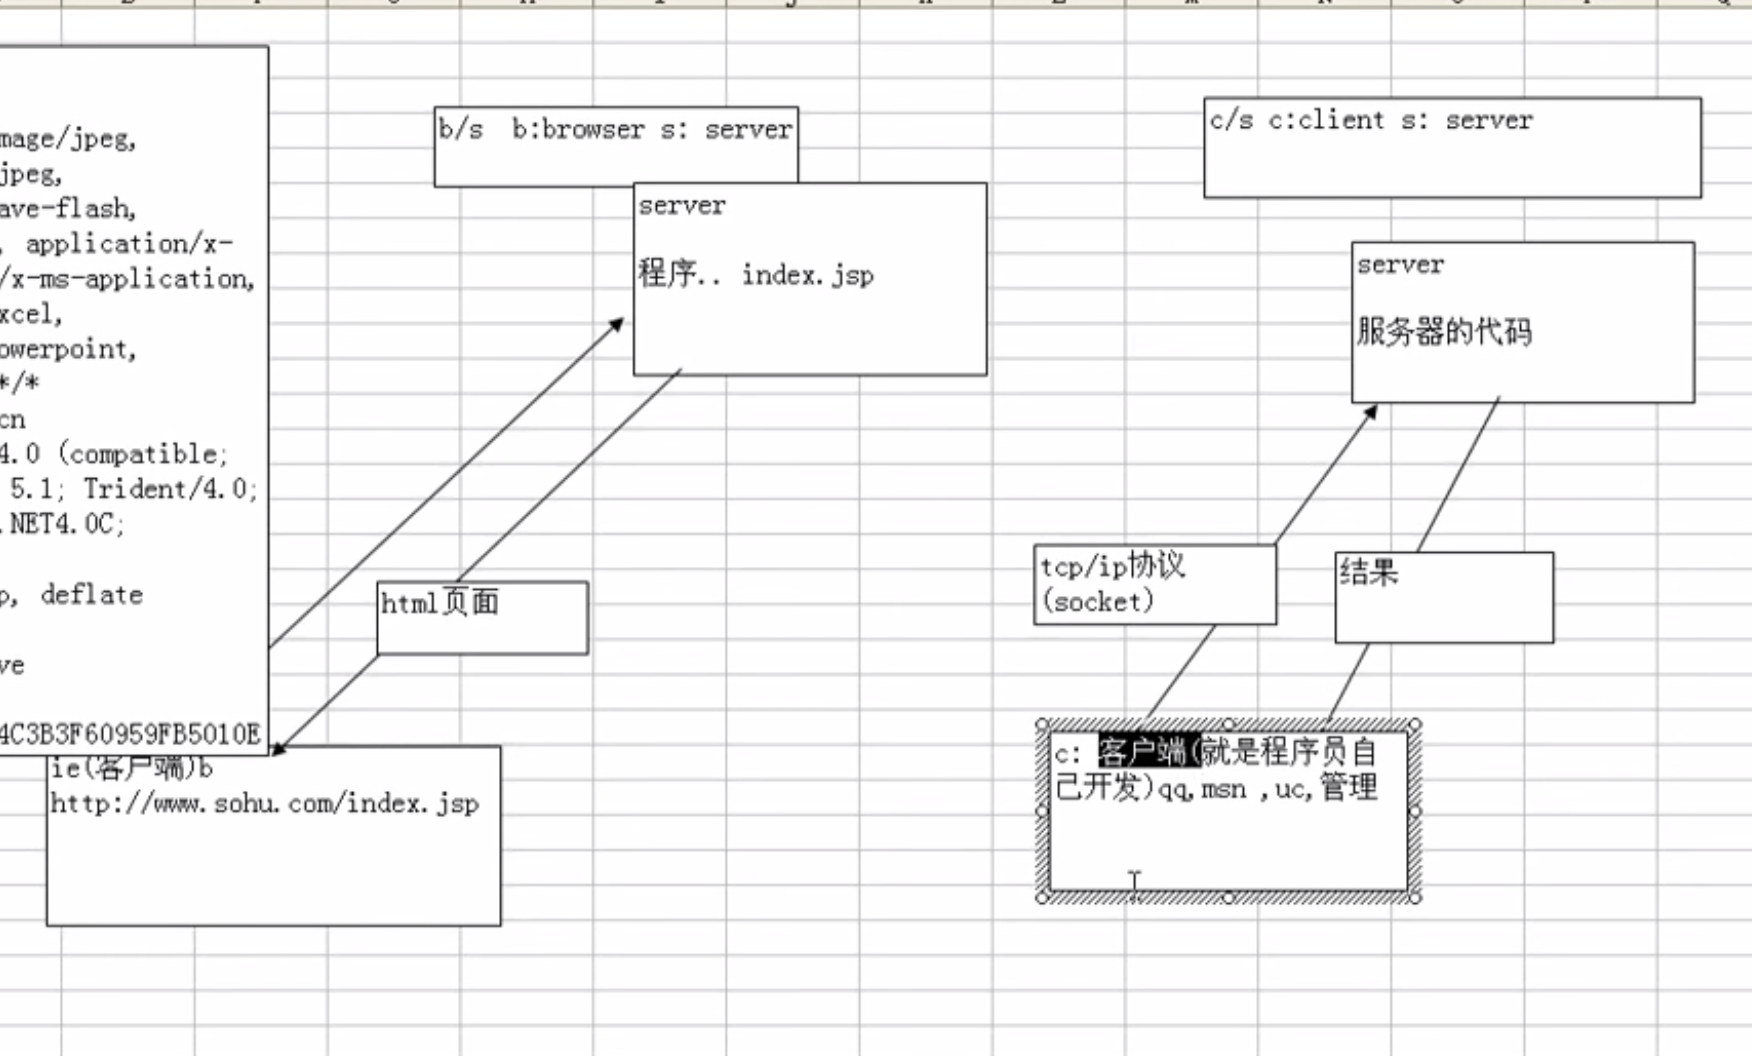 mage/jpeg,
jpeg,
ave-flash,
, application/x-
/x-ms-application,
xcel,
owerpoint,
*/*
cn
4.0 (compatible;
5.1; Trident/4.0;
.NET4.0C;
p, deflate
ve
4C3B3F60959FB5010E
b/s  b:browser s: server
server
程序.. index.jsp
html页面
ie(客户端)b
http://www.sohu.com/index.jsp
c/s c:client s: server
server
服务器的代码
tcp/ip协议
(socket)
结果
c: 客户端(就是程序员自
己开发)qq,msn ,uc,管理